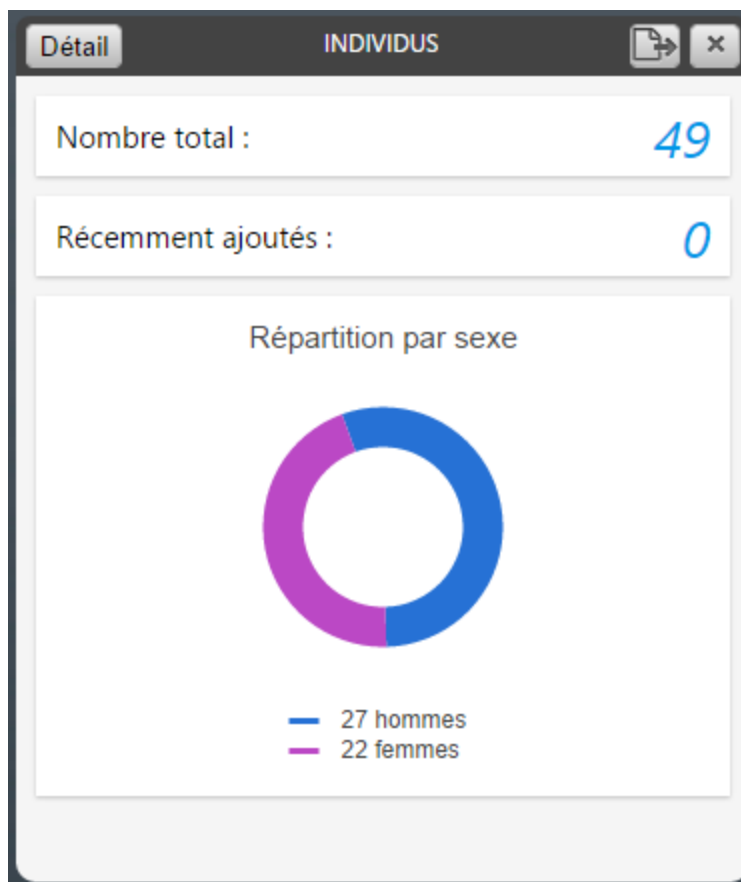 Détail
INDIVIDUS
Nombre total :
49
Récemment ajoutés :
0
Répartition par sexe
27 hommes
22 femmes